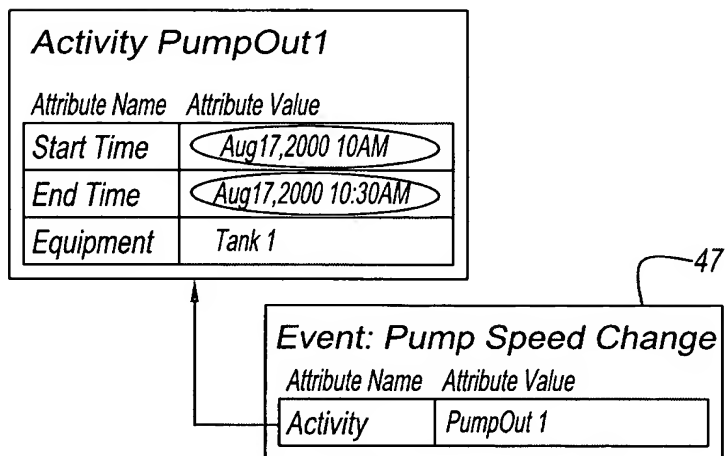 Activity PumpOut1
Attribute Name Attribute Value
Start Time Aug17,2000 10AM
End Time Aug17,2000 10:30AM
Equipment Tank 1
47
Event: Pump Speed Change
Attribute Name Attribute Value
Activity PumpOut 1